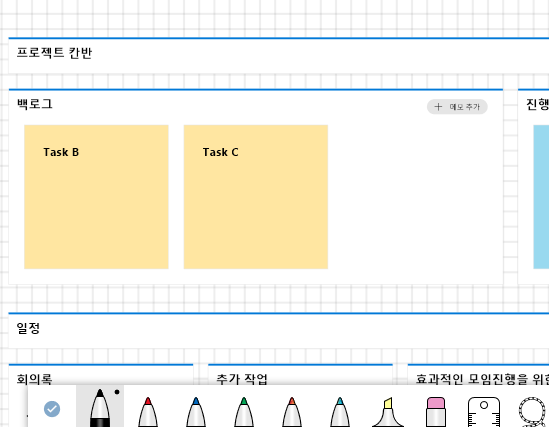 프로젝트 칸반
백로그
메모 추가
진행
Task B
Task C
일정
회의록
추가 작업
효과적인 모임진행을 위한